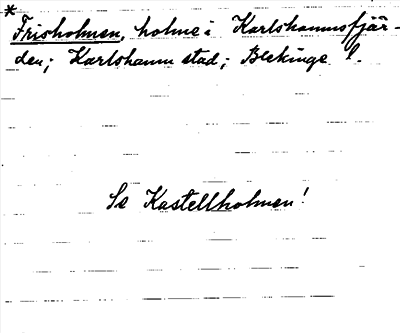 *
Frisholmen, holme i Karlshamnsfjär-
den; Karlshamn stad; Blekinge l.
Se Kastellholmen!